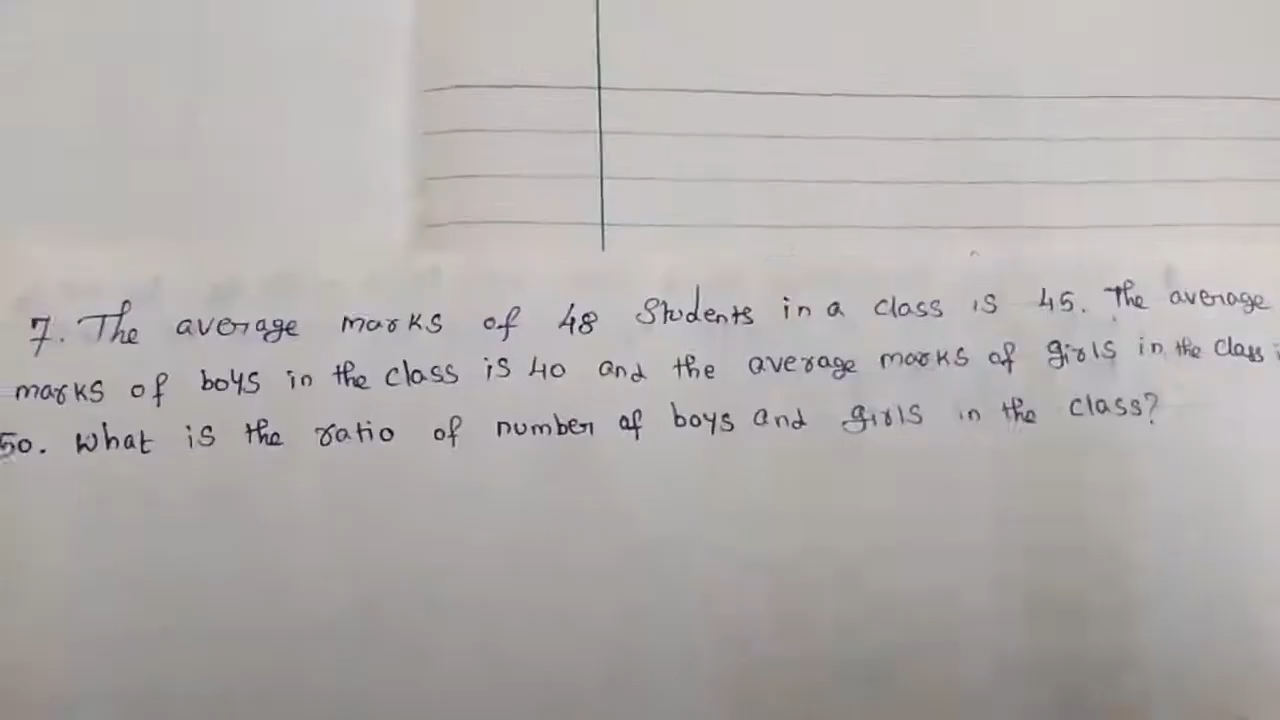 7. The average marks of 48 Students in a class is 45. The average
marks of boys in the class is 40 and the average marks of girls in the class
50. What is the ratio of number of boys and girls in the class?